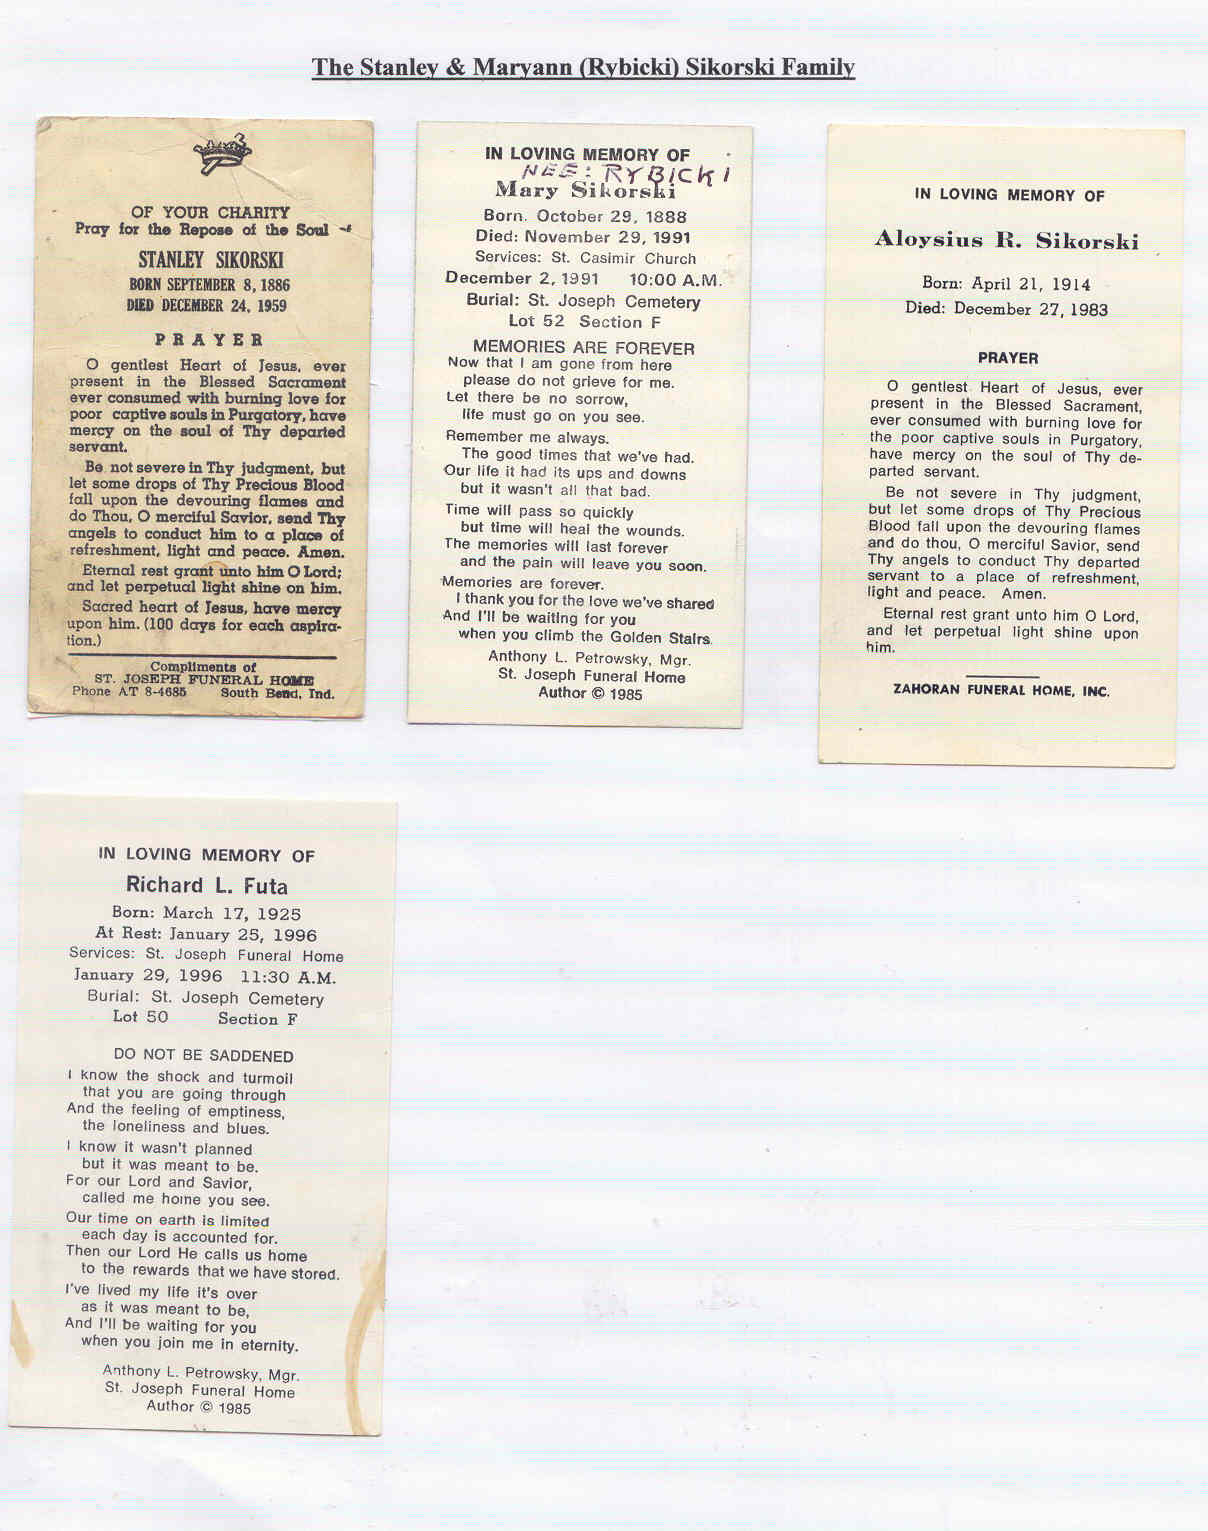 The Stanley & Maryann (Rybicki) Sikorski Family
OF YOUR CHARITY
Pray for the Repose of the Soul
STANLEY SIKORSKI
BORN SEPTEMBER 8, 1886
DIED DECEMBER 24, 1959
PRAYER
O gentlest Heart of Jesus, ever
present in the Blessed Sacrament
ever consumed with burning love for
poor captive souls in Purgatory, have
mercy on the soul of Thy departed
servant.
Be not severe in Thy judgment, but
let some drops of Thy Precious Blood
fall upon the devouring flames and
do Thou, O merciful Savior, send Thy
angels to conduct him to a place of
refreshment, light and peace. Amen.
Eternal rest grant unto him O Lord;
and let perpetual light shine on him.
Sacred heart of Jesus, have mercy
upon him. (100 days for each aspira-
tion.)
Compliments of
ST. JOSEPH FUNERAL HOME
Phone AT 8-4685 South Bend, Ind.
IN LOVING MEMORY OF
NEE: RYBICKI
Mary Sikorski
Born. October 29, 1888
Died: November 29, 1991
Services: St. Casimir Church
December 2, 1991 10:00 A.M.
Burial: St. Joseph Cemetery
Lot 52 Section F
MEMORIES ARE FOREVER
Now that I am gone from here
please do not grieve for me.
Let there be no sorrow,
life must go on you see.
Remember me always.
The good times that we've had.
Our life it had its ups and downs
but it wasn't all that bad.
Time will pass so quickly
but time will heal the wounds.
The memories will last forever
and the pain will leave you soon.
Memories are forever.
I thank you for the love we've shared
And I'll be waiting for you
when you climb the Golden Stairs.
Anthony L. Petrowsky, Mgr.
St. Joseph Funeral Home
Author © 1985
IN LOVING MEMORY OF
Aloysius R. Sikorski
Born: April 21, 1914
Died: December 27, 1983
PRAYER
O gentlest Heart of Jesus, ever
present in the Blessed Sacrament,
ever consumed with burning love for
the poor captive souls in Purgatory,
have mercy on the soul of Thy de-
parted servant.
Be not severe in Thy judgment,
but let some drops of Thy Precious
Blood fall upon the devouring flames
and do thou, O merciful Savior, send
Thy angels to conduct Thy departed
servant to a place of refreshment,
light and peace. Amen.
Eternal rest grant unto him O Lord,
and let perpetual light shine upon
him.
ZAHORAN FUNERAL HOME, INC.
IN LOVING MEMORY OF
Richard L. Futa
Born: March 17, 1925
At Rest: January 25, 1996
Services: St. Joseph Funeral Home
January 29, 1996 11:30 A.M.
Burial: St. Joseph Cemetery
Lot 50 Section F
DO NOT BE SADDENED
I know the shock and turmoil
that you are going through
And the feeling of emptiness,
the loneliness and blues.
I know it wasn't planned
but it was meant to be.
For our Lord and Savior,
called me home you see.
Our time on earth is limited
each day is accounted for.
Then our Lord He calls us home
to the rewards that we have stored.
I've lived my life it's over
as it was meant to be,
And I'll be waiting for you
when you join me in eternity.
Anthony L. Petrowsky, Mgr.
St. Joseph Funeral Home
Author © 1985